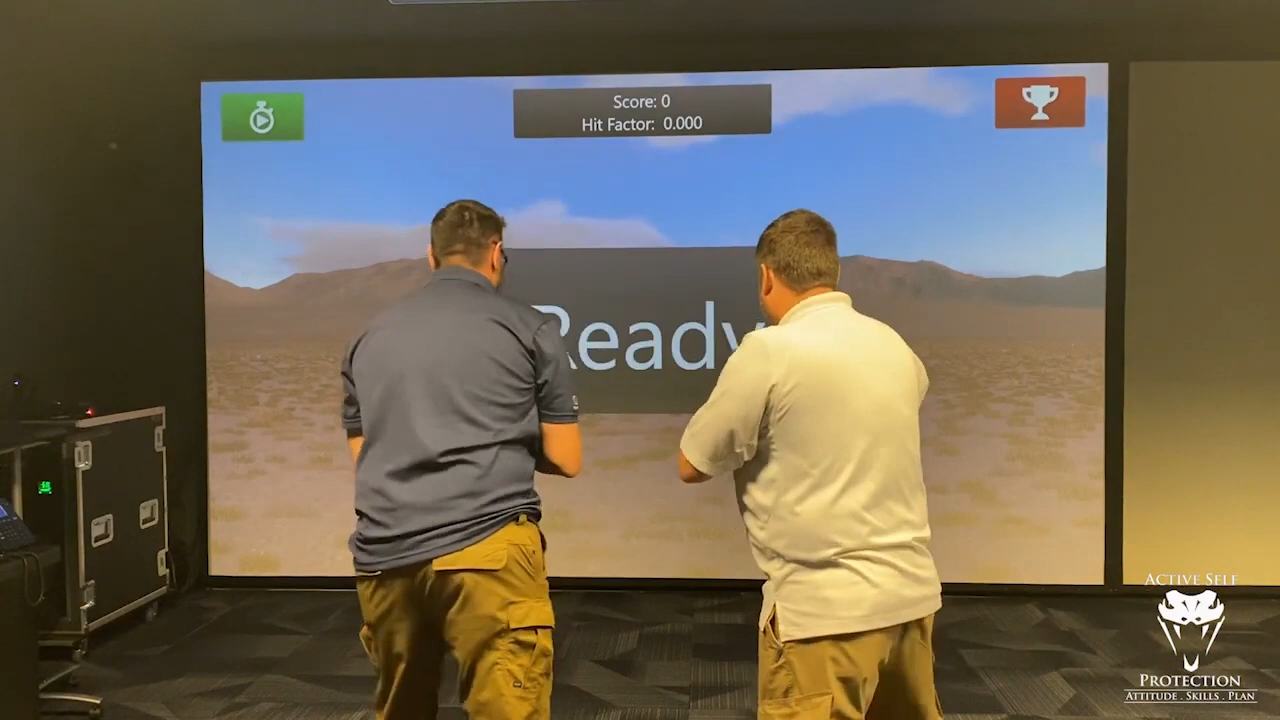 Score: 0
Hit Factor: 0.000
Ready
ACTIVE SELF
PROTECTION
ATTITUDE . SKILLS . PLAN